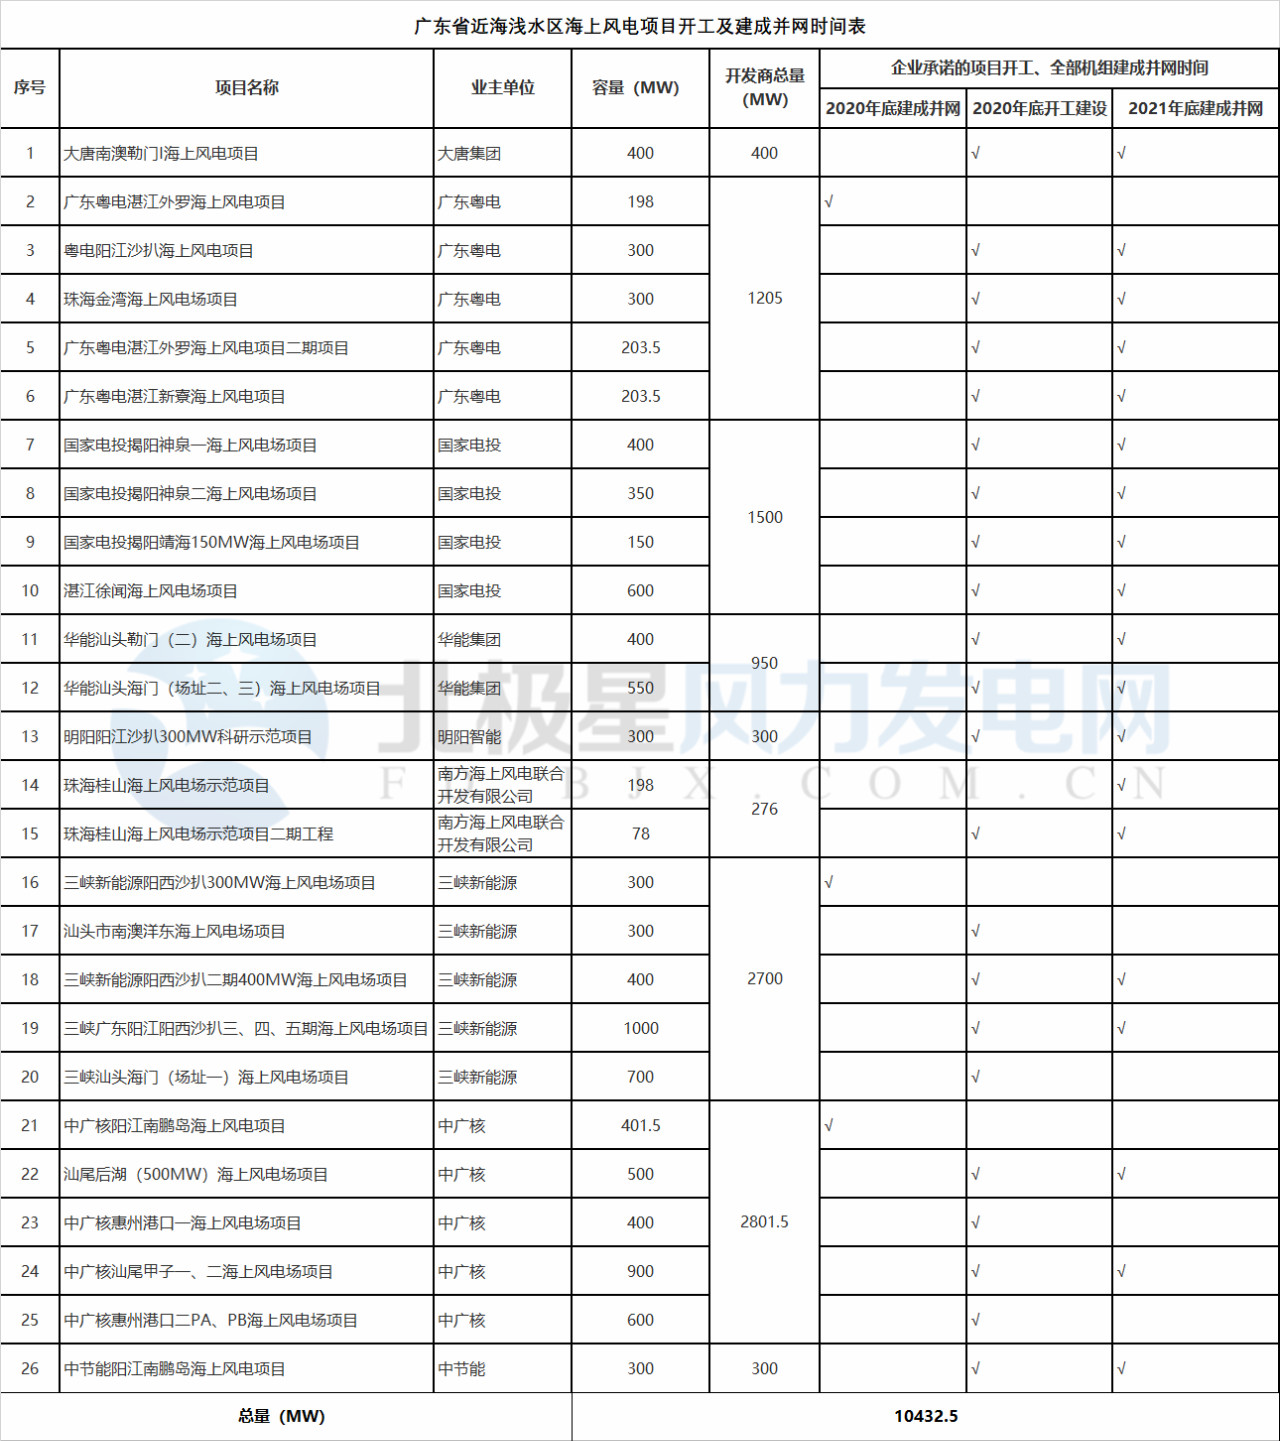 广东省近海浅水区海上风电项目开工及建成并网时间表
序号 项目名称 业主单位 容量（MW） 开发商总量（MW） 企业承诺的项目开工、全部机组建成并网时间
2020年底建成并网 2020年底开工建设 2021年底建成并网
1 大唐南澳勒门I海上风电项目 大唐集团 400 400 √ √
2 广东粤电湛江外罗海上风电项目 广东粤电 198 1205 √
3 粤电阳江沙扒海上风电项目 广东粤电 300 √ √
4 珠海金湾海上风电场项目 广东粤电 300 √ √
5 广东粤电湛江外罗海上风电项目二期项目 广东粤电 203.5 √ √
6 广东粤电湛江新寮海上风电项目 广东粤电 203.5 √ √
7 国家电投揭阳神泉一海上风电场项目 国家电投 400 1500 √ √
8 国家电投揭阳神泉二海上风电场项目 国家电投 350 √ √
9 国家电投揭阳靖海150MW海上风电场项目 国家电投 150 √ √
10 湛江徐闻海上风电场项目 国家电投 600 √ √
11 华能汕头勒门（二）海上风电场项目 华能集团 400 950 √ √
12 华能汕头海门（场址二、三）海上风电场项目 华能集团 550 √ √
13 明阳阳江沙扒300MW科研示范项目 明阳智能 300 300 √ √
14 珠海桂山海上风电场示范项目 南方海上风电联合开发有限公司 198 276 √
15 珠海桂山海上风电场示范项目二期工程 南方海上风电联合开发有限公司 78 √ √
16 三峡新能源阳西沙扒300MW海上风电场项目 三峡新能源 300 2700 √
17 汕头市南澳洋东海上风电场项目 三峡新能源 300 √
18 三峡新能源阳西沙扒二期400MW海上风电场项目 三峡新能源 400 √ √
19 三峡广东阳江阳西沙扒三、四、五期海上风电场项目 三峡新能源 1000 √ √
20 三峡汕头海门（场址一）海上风电场项目 三峡新能源 700 √
21 中广核阳江南鹏岛海上风电项目 中广核 401.5 2801.5 √
22 汕尾后湖（500MW）海上风电场项目 中广核 500 √ √
23 中广核惠州港口一海上风电场项目 中广核 400 √
24 中广核汕尾甲子一、二海上风电场项目 中广核 900 √ √
25 中广核惠州港口二PA、PB海上风电场项目 中广核 600 √
26 中节能阳江南鹏岛海上风电项目 中节能 300 300 √ √
总量（MW） 10432.5
北极星风力发电网
FD.BJX.COM.CN